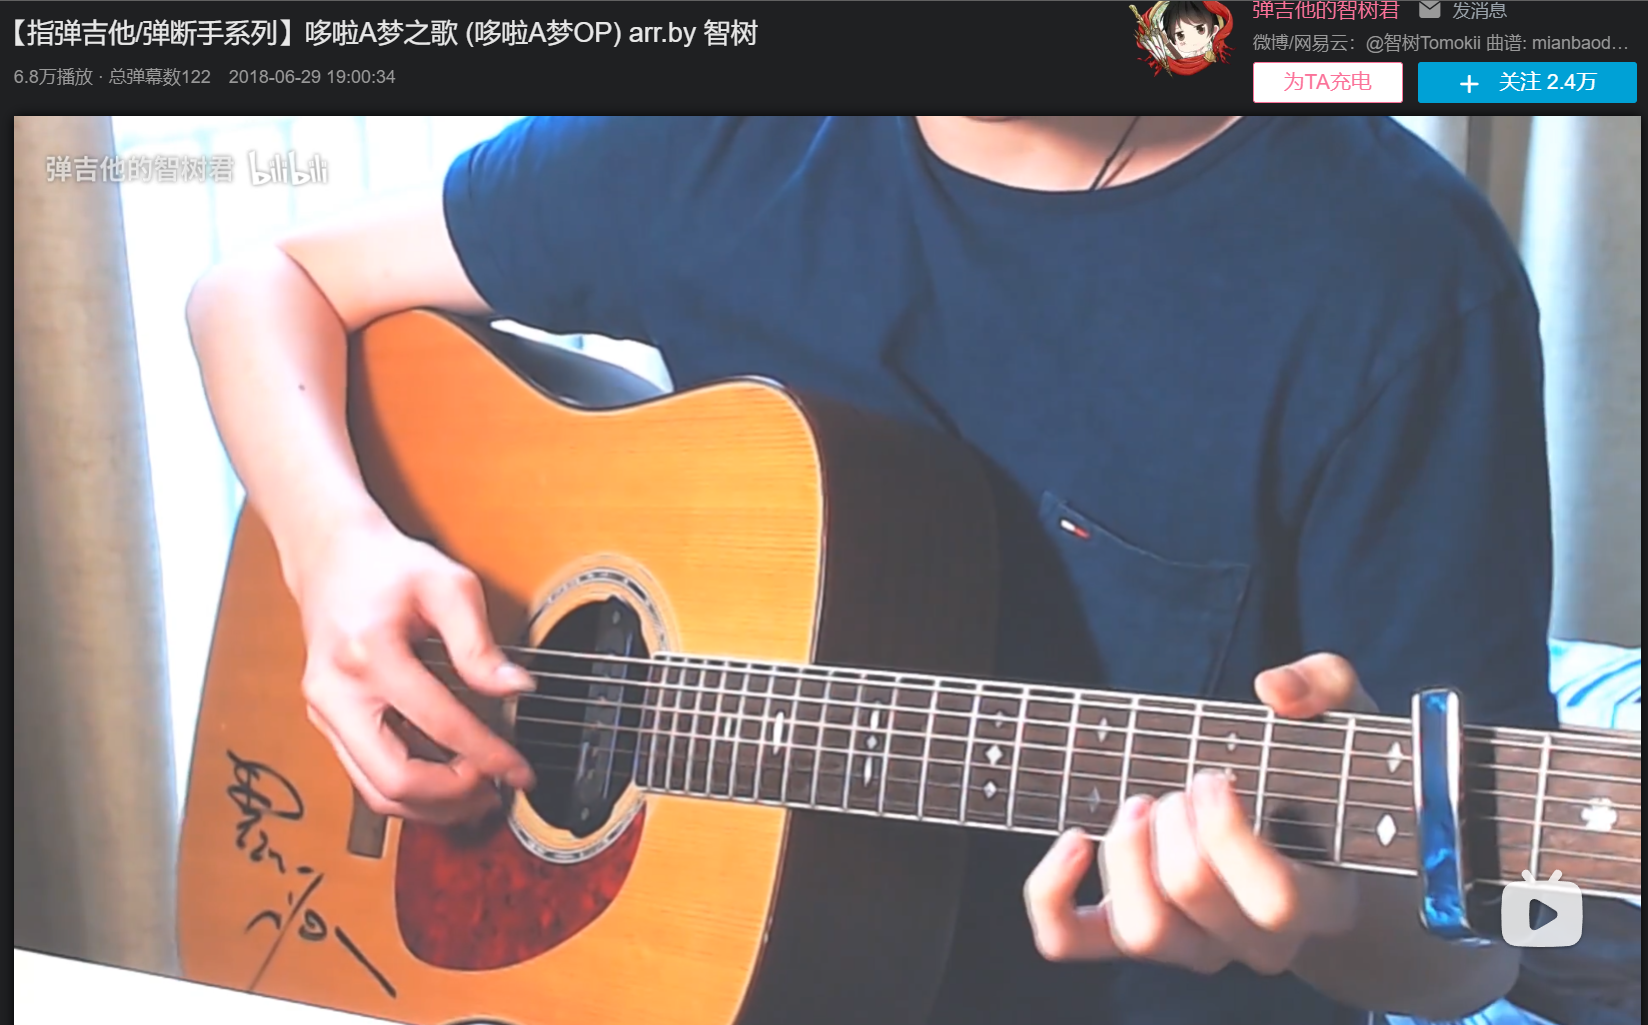 【指弹吉他/弹断手系列】哆啦A梦之歌 (哆啦A梦OP) arr.by 智树
6.8万播放 · 总弹幕数122 2018-06-29 19:00:34
弹吉他的智树君 发消息
微博/网易云：@智树Tomokii 曲谱: mianbaod…
为TA充电
+ 关注 2.4万
弹吉他的智树君 bilibili